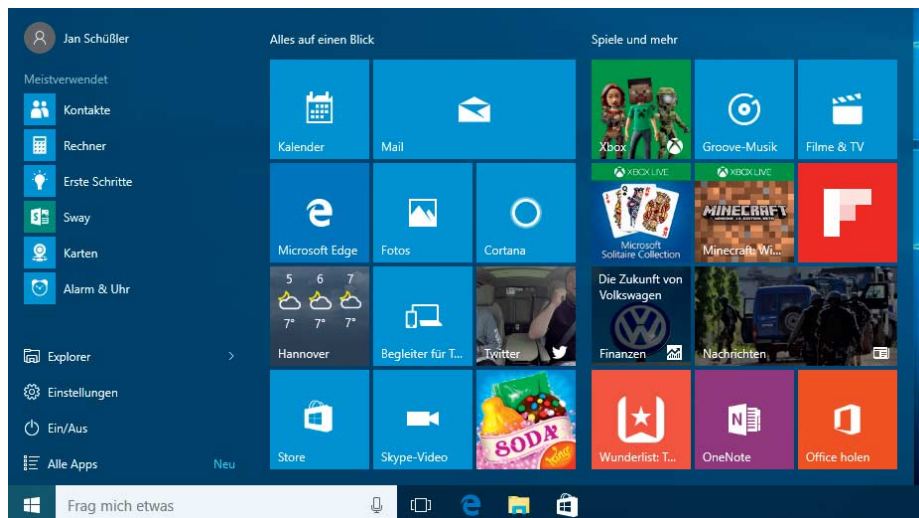 Jan Schüßler
Meistverwendet
Kontakte
Rechner
Erste Schritte
Sway
Karten
Alarm & Uhr
Explorer
Einstellungen
Ein/Aus
Alle Apps Neu
Alles auf einen Blick
Kalender
Mail
Microsoft Edge
Fotos
Cortana
5 6 7
7° 7° 7°
Hannover
Begleiter für T...
Twitter
Store
Skype-Video
SODA
Spiele und mehr
Xbox
Groove-Musik
Filme & TV
XBOX LIVE
Microsoft
Solitaire Collection
XBOX LIVE
MINECRAFT
Minecraft: Wi...
Die Zukunft von
Volkswagen
Finanzen
Nachrichten
Wunderlist: T...
N
OneNote
Office holen
Frag mich etwas